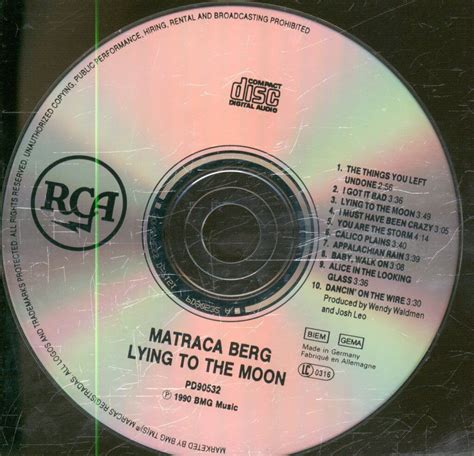 ALL LOGOS AND TRADEMARKS PROTECTED. ALL RIGHTS RESERVED. UNAUTHORIZED COPYING, PUBLIC PERFORMANCE, HIRING, RENTAL AND BROADCASTING PROHIBITED
COMPACT
disc
DIGITAL AUDIO
RCA
1. THE THINGS YOU LEFT
UNDONE 2:56
2. I GOT IT BAD 3:36
3. LYING TO THE MOON 3:49
4. I MUST HAVE BEEN CRAZY 3:45
5. YOU ARE THE STORM 4:14
6. CALICO PLAINS 4:40
7. APPALACHIAN RAIN 3:39
8. BABY, WALK ON 3:08
9. ALICE IN THE LOOKING
GLASS 3:36
10. DANCIN' ON THE WIRE 3:30
Produced by Wendy Waldmen
and Josh Leo
MATRACA BERG
LYING TO THE MOON
PD90532
℗ 1990 BMG Music
BIEM
GEMA
Made in Germany
Fabriqué en Allemagne
LC 0316
MARKETED BY BMG TM(S)® MARCAS REGISTRADAS.